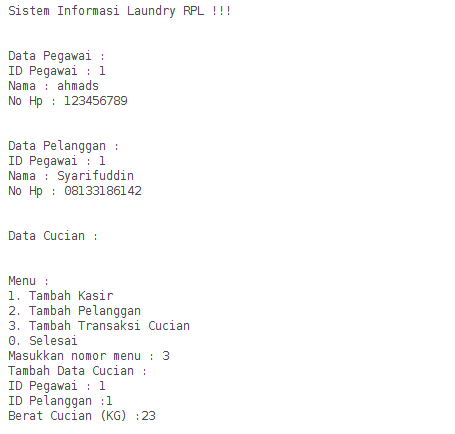 Sistem Informasi Laundry RPL !!!
Data Pegawai :
ID Pegawai : 1
Nama : ahmads
No Hp : 123456789
Data Pelanggan :
ID Pegawai : 1
Nama : Syarifuddin
No Hp : 08133186142
Data Cucian :
Menu :
1. Tambah Kasir
2. Tambah Pelanggan
3. Tambah Transaksi Cucian
0. Selesai
Masukkan nomor menu : 3
Tambah Data Cucian :
ID Pegawai : 1
ID Pelanggan :1
Berat Cucian (KG) :23